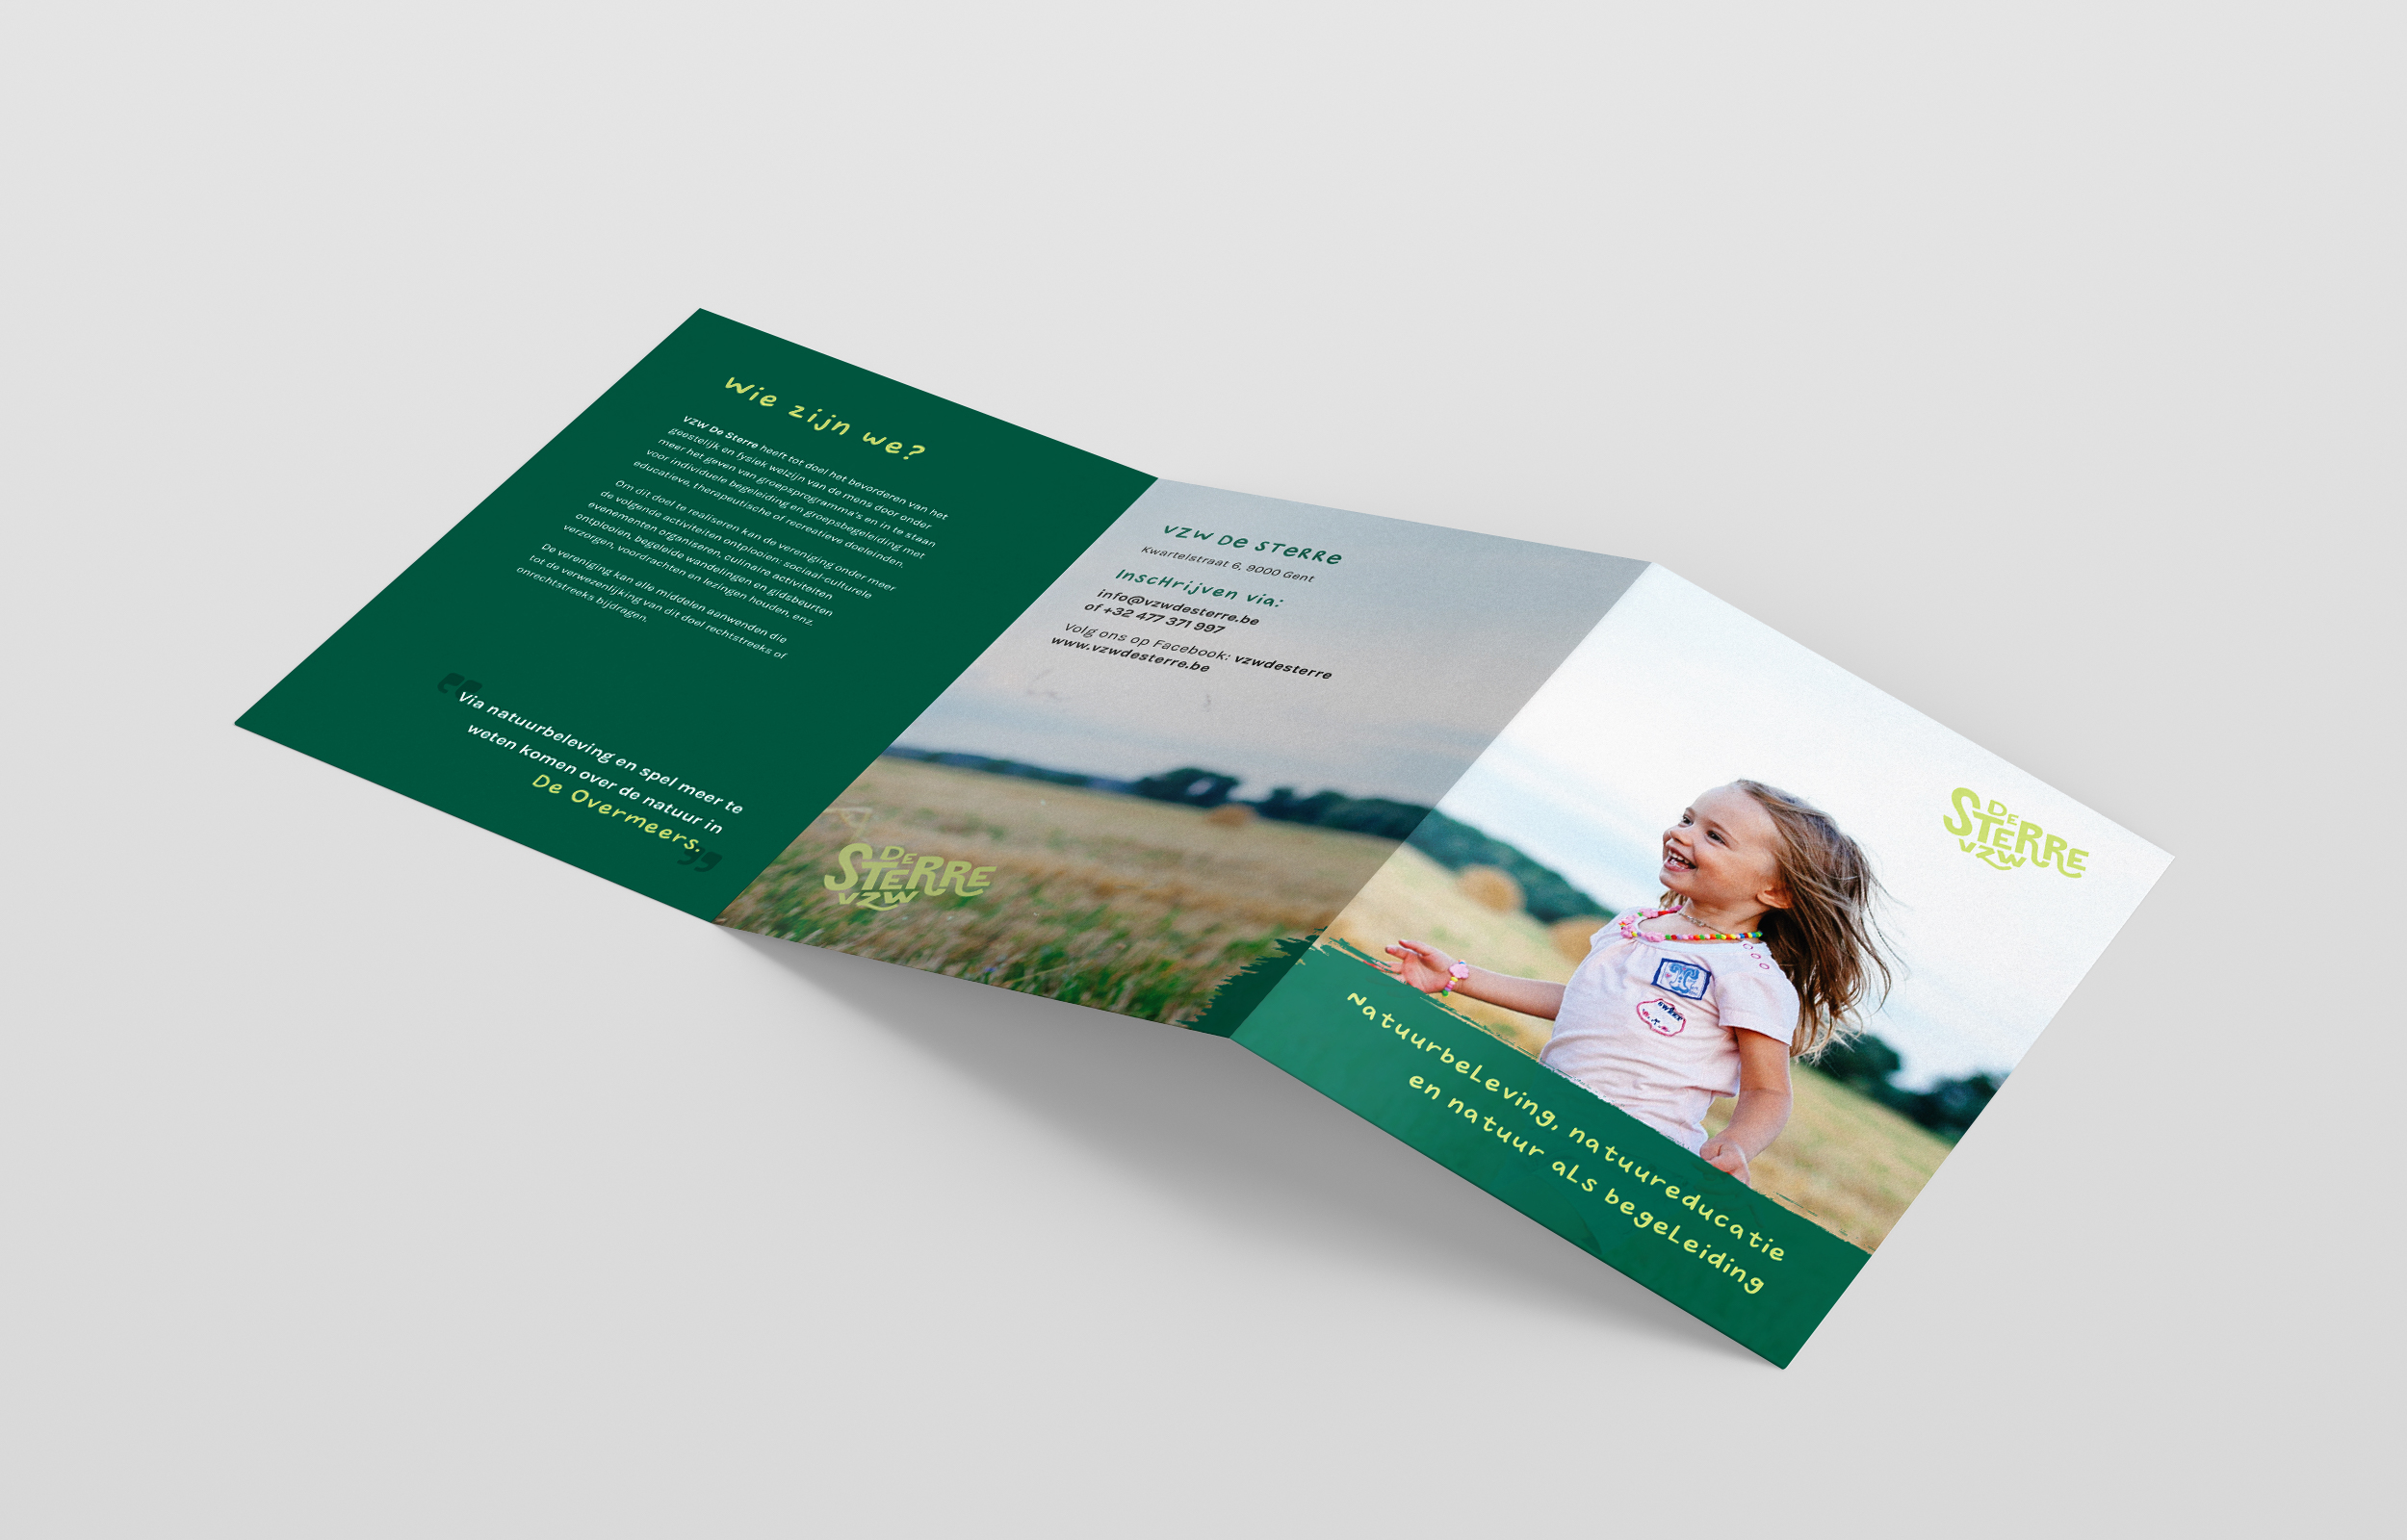 Wie zijn we?
vzw De Sterre heeft tot doel het bevorderen van het
geestelijk en fysiek welzijn van de mens door onder
meer het geven van groepsprogramma's en in te staan
voor individuele begeleiding en groepsbegeleiding met
educatieve, therapeutische of recreatieve doeleinden.
Om dit doel te realiseren kan de vereniging onder meer
de volgende activiteiten ontplooien: sociaal-culturele
evenementen organiseren, culinaire activiteiten
ontplooien, begeleide wandelingen en gidsbeurten
verzorgen, voordrachten en lezingen houden, enz.
De vereniging kan alle middelen aanwenden die
tot de verwezenlijking van dit doel rechtstreeks of
onrechtstreeks bijdragen.
“Via natuurbeleving en spel meer te
weten komen over de natuur in
De Overmeers.”
vzw De Sterre
Kwartelstraat 6, 9000 Gent
Inschrijven via:
info@vzwdesterre.be
of +32 477 371 997
Volg ons op Facebook: vzwdesterre
www.vzwdesterre.be
DE
STERRE
VZW
DE
STERRE
VZW
SWEET
Natuurbeleving, natuureducatie
en natuur als begeleiding